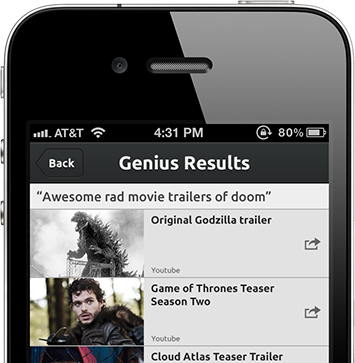 AT&T 4:31 PM 80%
Back Genius Results
“Awesome rad movie trailers of doom”
Original Godzilla trailer
Youtube
Game of Thrones Teaser
Season Two
Youtube
Cloud Atlas Teaser Trailer